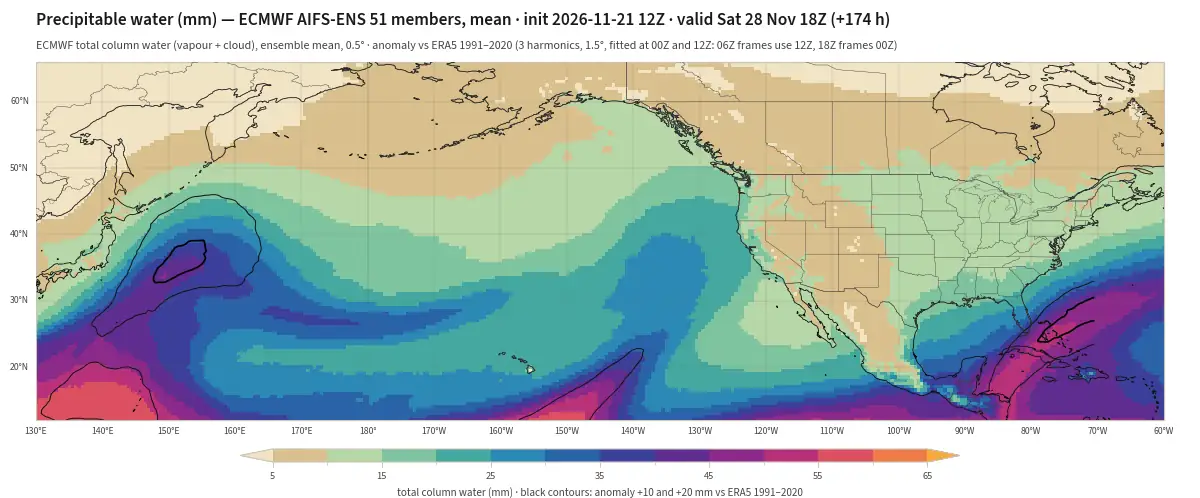 Precipitable water (mm) — ECMWF AIFS-ENS 51 members, mean · init 2026-11-21 12Z · valid Sat 28 Nov 18Z (+174 h)
ECMWF total column water (vapour + cloud), ensemble mean, 0.5° · anomaly vs ERA5 1991–2020 (3 harmonics, 1.5°, fitted at 00Z and 12Z: 06Z frames use 12Z, 18Z frames 00Z)
60°N
50°N
40°N
30°N
20°N
130°E 140°E 150°E 160°E 170°E 180° 170°W 160°W 150°W 140°W 130°W 120°W 110°W 100°W 90°W 80°W 70°W 60°W
5 15 25 35 45 55 65
total column water (mm) · black contours: anomaly +10 and +20 mm vs ERA5 1991–2020